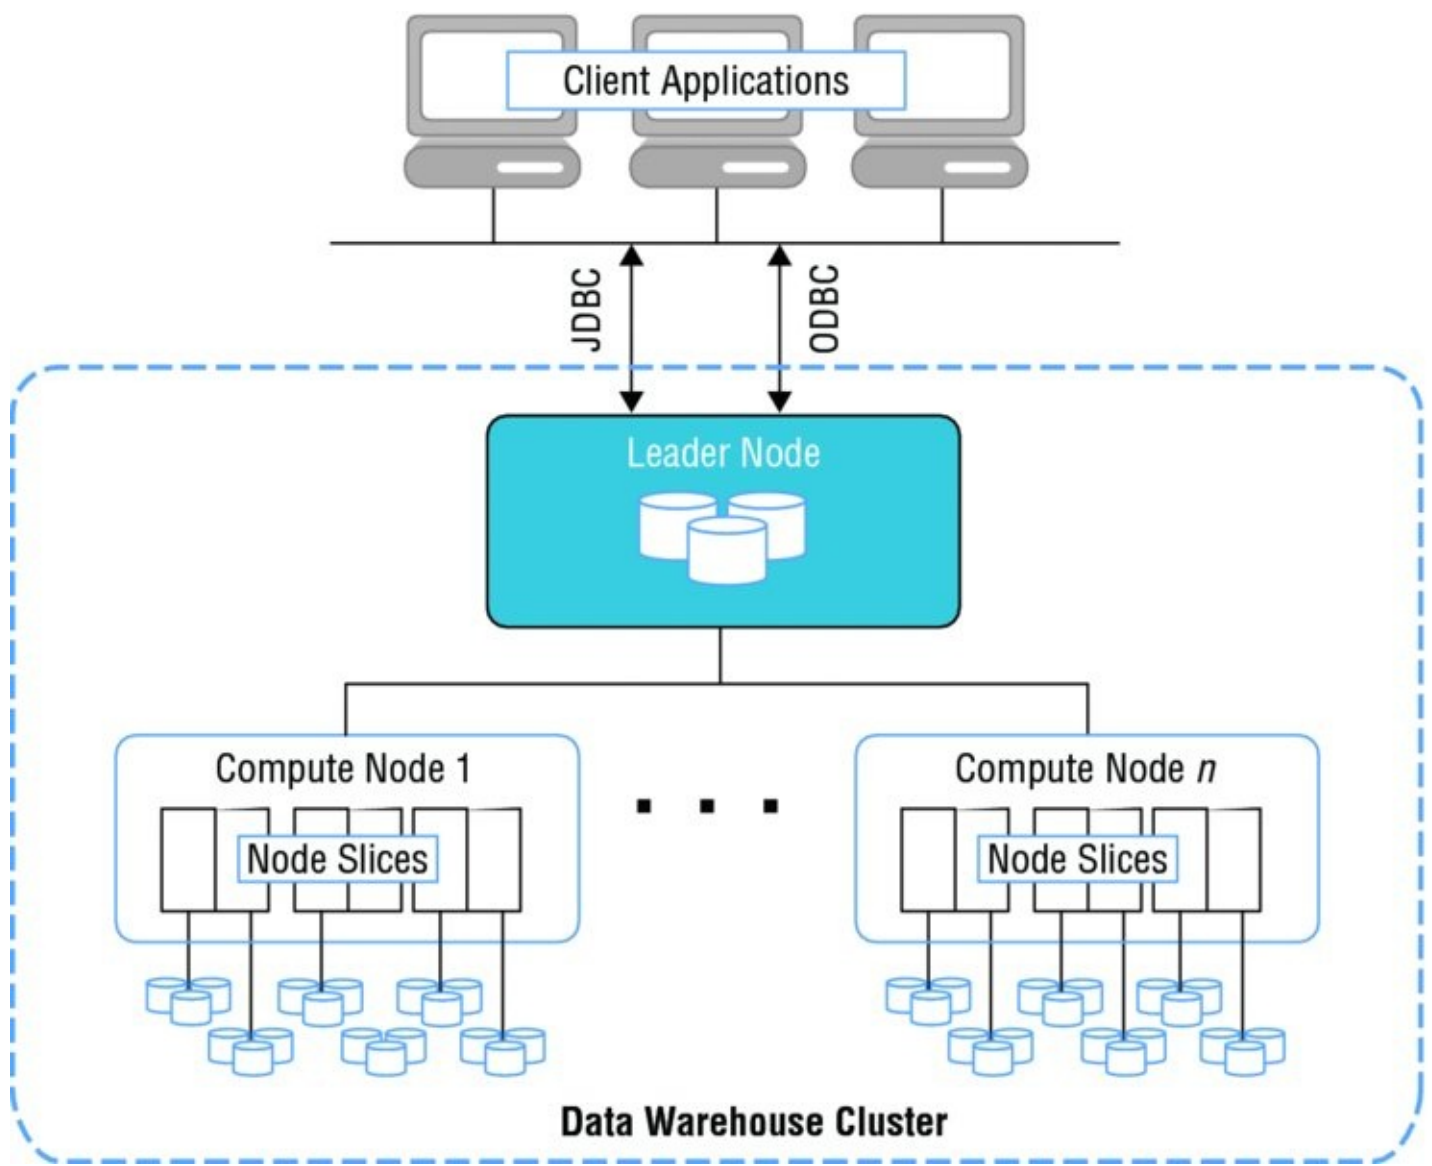 Client Applications
JDBC
ODBC
Leader Node
Compute Node 1
Compute Node n
Node Slices
Node Slices
Data Warehouse Cluster